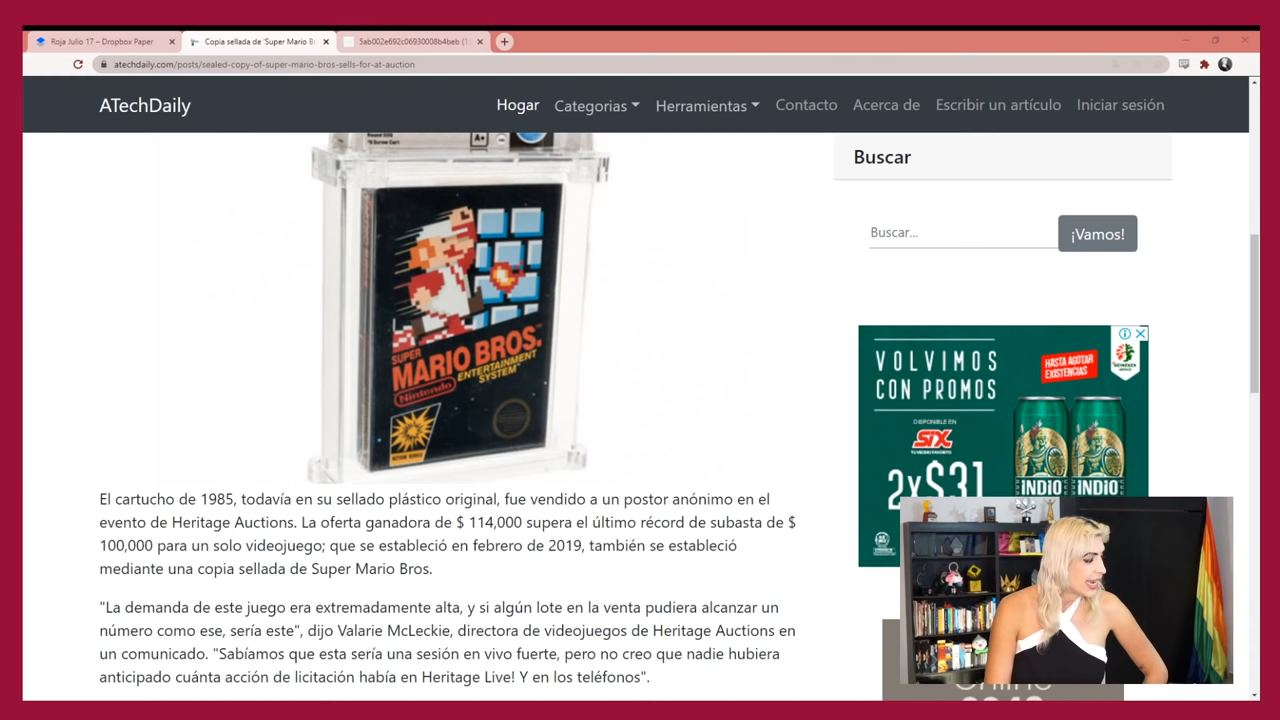 Roja Julio 17 – Dropbox Paper
Copia sellada de 'Super Mario B
5ab002e692c06930008b4beb (1
atechdaily.com/posts/sealed-copy-of-super-mario-bros-sells-for-at-auction
ATechDaily
Hogar
Categorias
Herramientas
Contacto
Acerca de
Escribir un artículo
Iniciar sesión
A+
SUPER
MARIO BROS.
ENTERTAINMENT
SYSTEM
Nintendo
ACTION SERIES
Buscar
Buscar...
¡Vamos!
VOLVIMOS
CON PROMOS
HASTA AGOTAR
EXISTENCIAS
HEINEKEN
DISPONIBLE EN
SIX
TU VECINO FAVORITO
2x$31
INDIO
INDIO
El cartucho de 1985, todavía en su sellado plástico original, fue vendido a un postor anónimo en el
evento de Heritage Auctions. La oferta ganadora de $ 114,000 supera el último récord de subasta de $
100,000 para un solo videojuego; que se estableció en febrero de 2019, también se estableció
mediante una copia sellada de Super Mario Bros.
"La demanda de este juego era extremadamente alta, y si algún lote en la venta pudiera alcanzar un
número como ese, sería este", dijo Valarie McLeckie, directora de videojuegos de Heritage Auctions en
un comunicado. "Sabíamos que esta sería una sesión en vivo fuerte, pero no creo que nadie hubiera
anticipado cuánta acción de licitación había en Heritage Live! Y en los teléfonos".